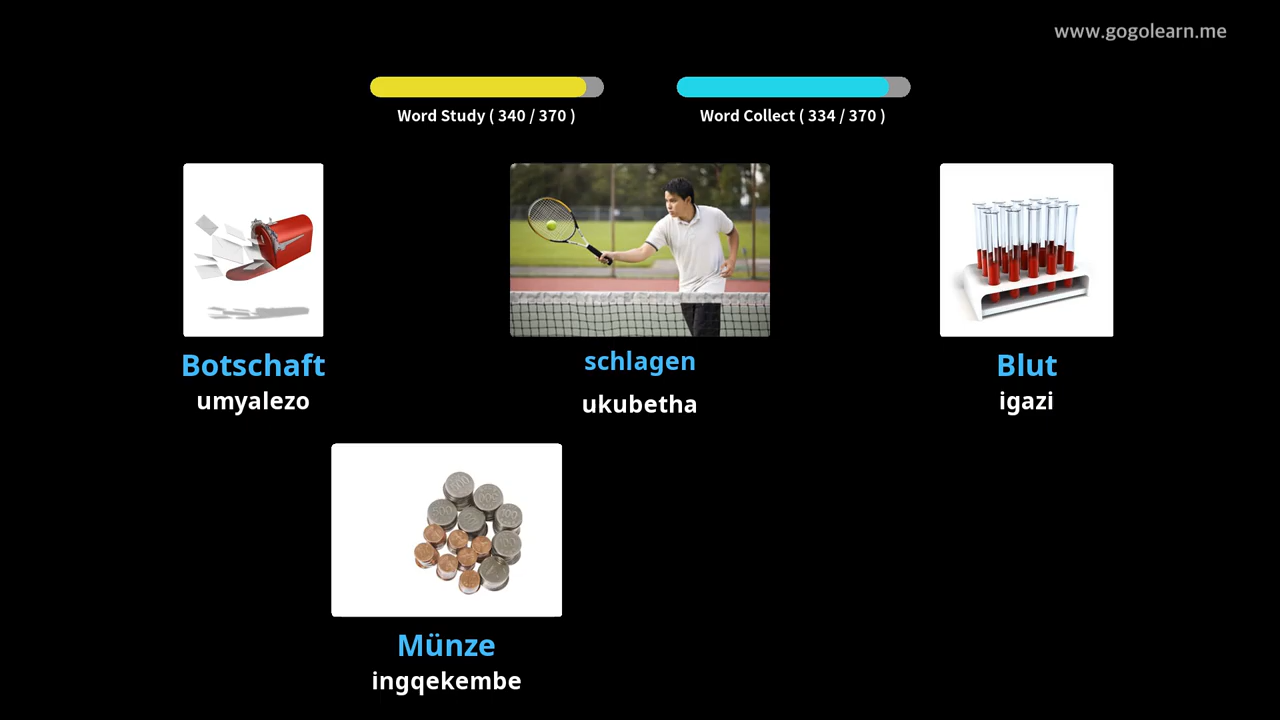 www.gogolearn.me
Word Study ( 340 / 370 )
Word Collect ( 334 / 370 )
Botschaft
umyalezo
schlagen
ukubetha
Blut
igazi
Münze
ingqekembe